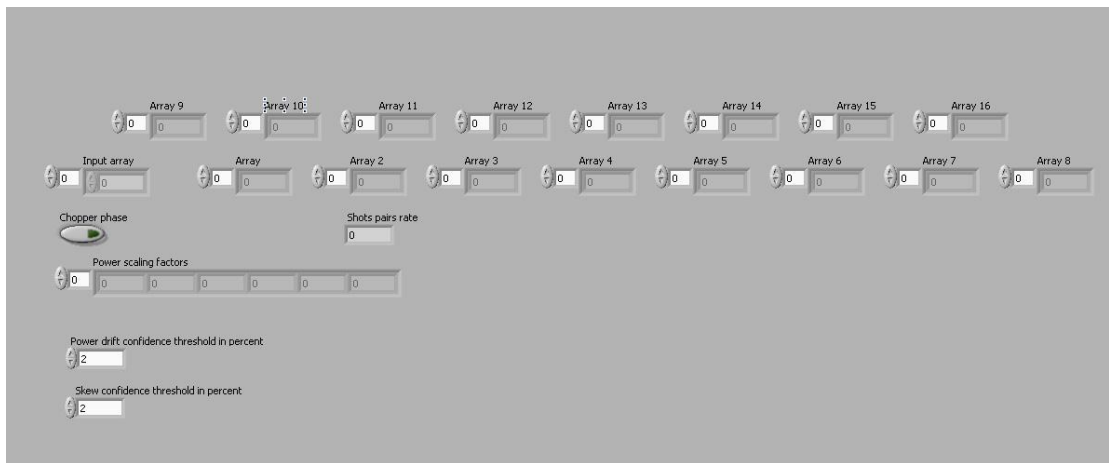 Array 9 Array 10 Array 11 Array 12 Array 13 Array 14 Array 15 Array 16
0 0 0 0 0 0 0 0 0 0 0 0 0 0 0 0
Input array Array Array 2 Array 3 Array 4 Array 5 Array 6 Array 7 Array 8
0 0 0 0 0 0 0 0 0 0 0 0 0 0 0 0 0 0
Chopper phase Shots pairs rate
0
Power scaling factors
0 0 0 0 0 0 0
Power drift confidence threshold in percent
2
Skew confidence threshold in percent
2